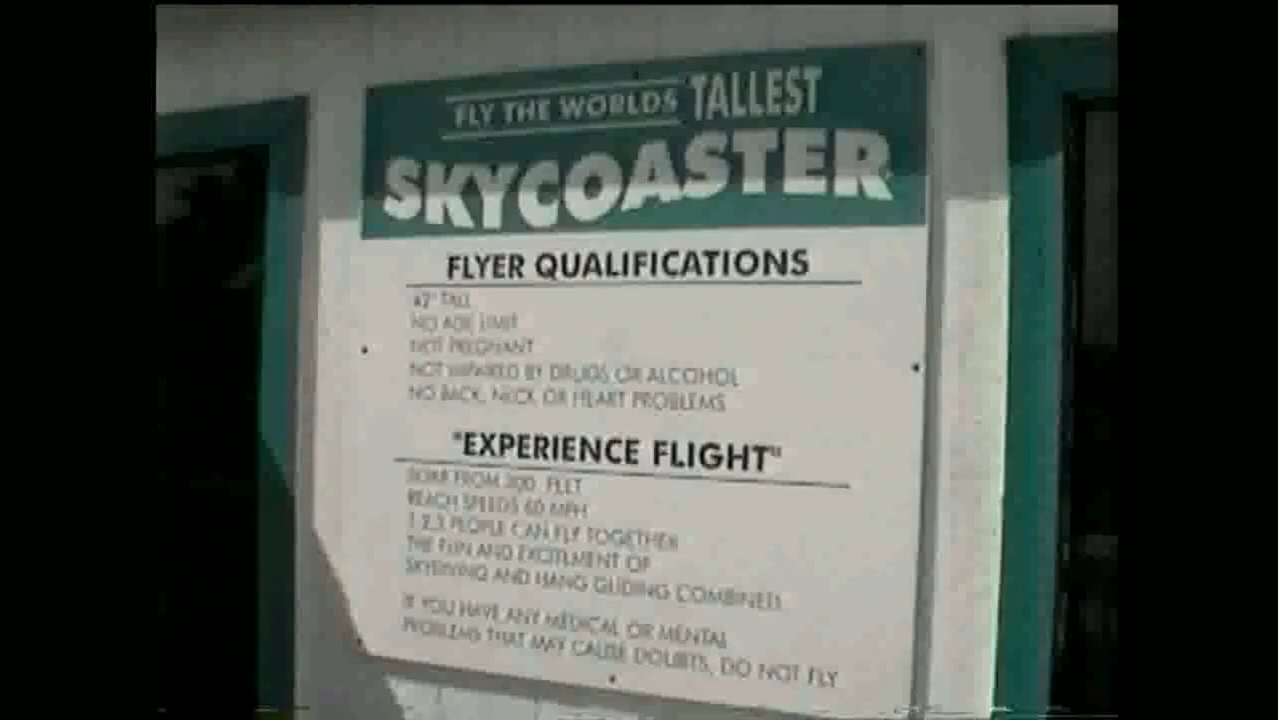 FLY THE WORLDS TALLEST
SKYCOASTER
FLYER QUALIFICATIONS
42" TALL
NO AGE LIMIT
NOT PREGNANT
NOT IMPAIRED BY DRUGS OR ALCOHOL
NO BACK, NECK OR HEART PROBLEMS
"EXPERIENCE FLIGHT"
SOAR FROM 300 FEET
REACH SPEEDS 60 MPH
1,2,3 PEOPLE CAN FLY TOGETHER
THE FUN AND EXCITEMENT OF
SKYDIVING AND HANG GLIDING COMBINED.
IF YOU HAVE ANY MEDICAL OR MENTAL
PROBLEMS THAT MAY CAUSE DOUBTS, DO NOT FLY